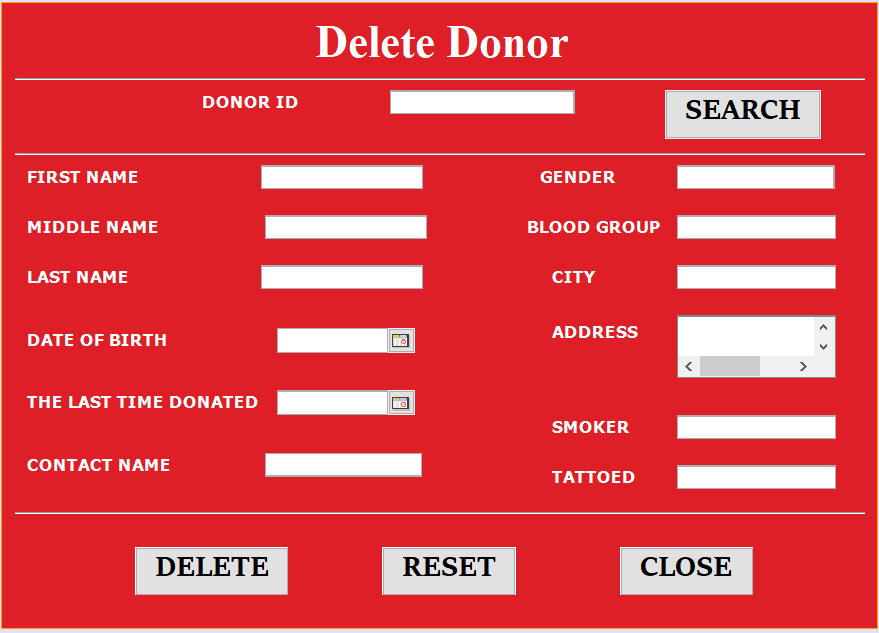 Delete Donor
DONOR ID
SEARCH
FIRST NAME
GENDER
MIDDLE NAME
BLOOD GROUP
LAST NAME
CITY
DATE OF BIRTH
ADDRESS
THE LAST TIME DONATED
SMOKER
CONTACT NAME
TATTOED
DELETE
RESET
CLOSE